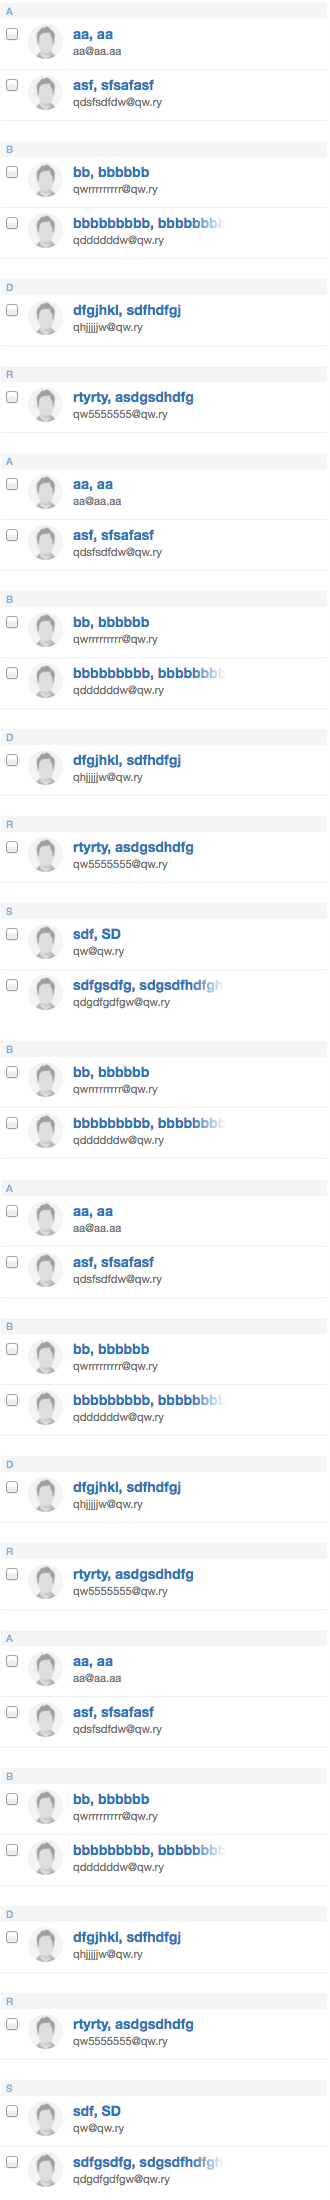 A
aa, aa
aa@aa.aa
asf, sfsafasf
qdsfsdfdw@qw.ry
B
bb, bbbbbb
qwrrrrrrrrr@qw.ry
bbbbbbbbb, bbbbbbbb
qddddddw@qw.ry
D
dfgjhkl, sdfhdfgj
qhjjjjjw@qw.ry
R
rtyrty, asdgsdhdfg
qw5555555@qw.ry
A
aa, aa
aa@aa.aa
asf, sfsafasf
qdsfsdfdw@qw.ry
B
bb, bbbbbb
qwrrrrrrrrr@qw.ry
bbbbbbbbb, bbbbbbbb
qddddddw@qw.ry
D
dfgjhkl, sdfhdfgj
qhjjjjjw@qw.ry
R
rtyrty, asdgsdhdfg
qw5555555@qw.ry
S
sdf, SD
qw@qw.ry
sdfgsdfg, sdgsdfhdfgh
qdgdfgdfgw@qw.ry
B
bb, bbbbbb
qwrrrrrrrrr@qw.ry
bbbbbbbbb, bbbbbbbb
qddddddw@qw.ry
A
aa, aa
aa@aa.aa
asf, sfsafasf
qdsfsdfdw@qw.ry
B
bb, bbbbbb
qwrrrrrrrrr@qw.ry
bbbbbbbbb, bbbbbbbb
qddddddw@qw.ry
D
dfgjhkl, sdfhdfgj
qhjjjjjw@qw.ry
R
rtyrty, asdgsdhdfg
qw5555555@qw.ry
A
aa, aa
aa@aa.aa
asf, sfsafasf
qdsfsdfdw@qw.ry
B
bb, bbbbbb
qwrrrrrrrrr@qw.ry
bbbbbbbbb, bbbbbbbb
qddddddw@qw.ry
D
dfgjhkl, sdfhdfgj
qhjjjjjw@qw.ry
R
rtyrty, asdgsdhdfg
qw5555555@qw.ry
S
sdf, SD
qw@qw.ry
sdfgsdfg, sdgsdfhdfgh
qdgdfgdfgw@qw.ry